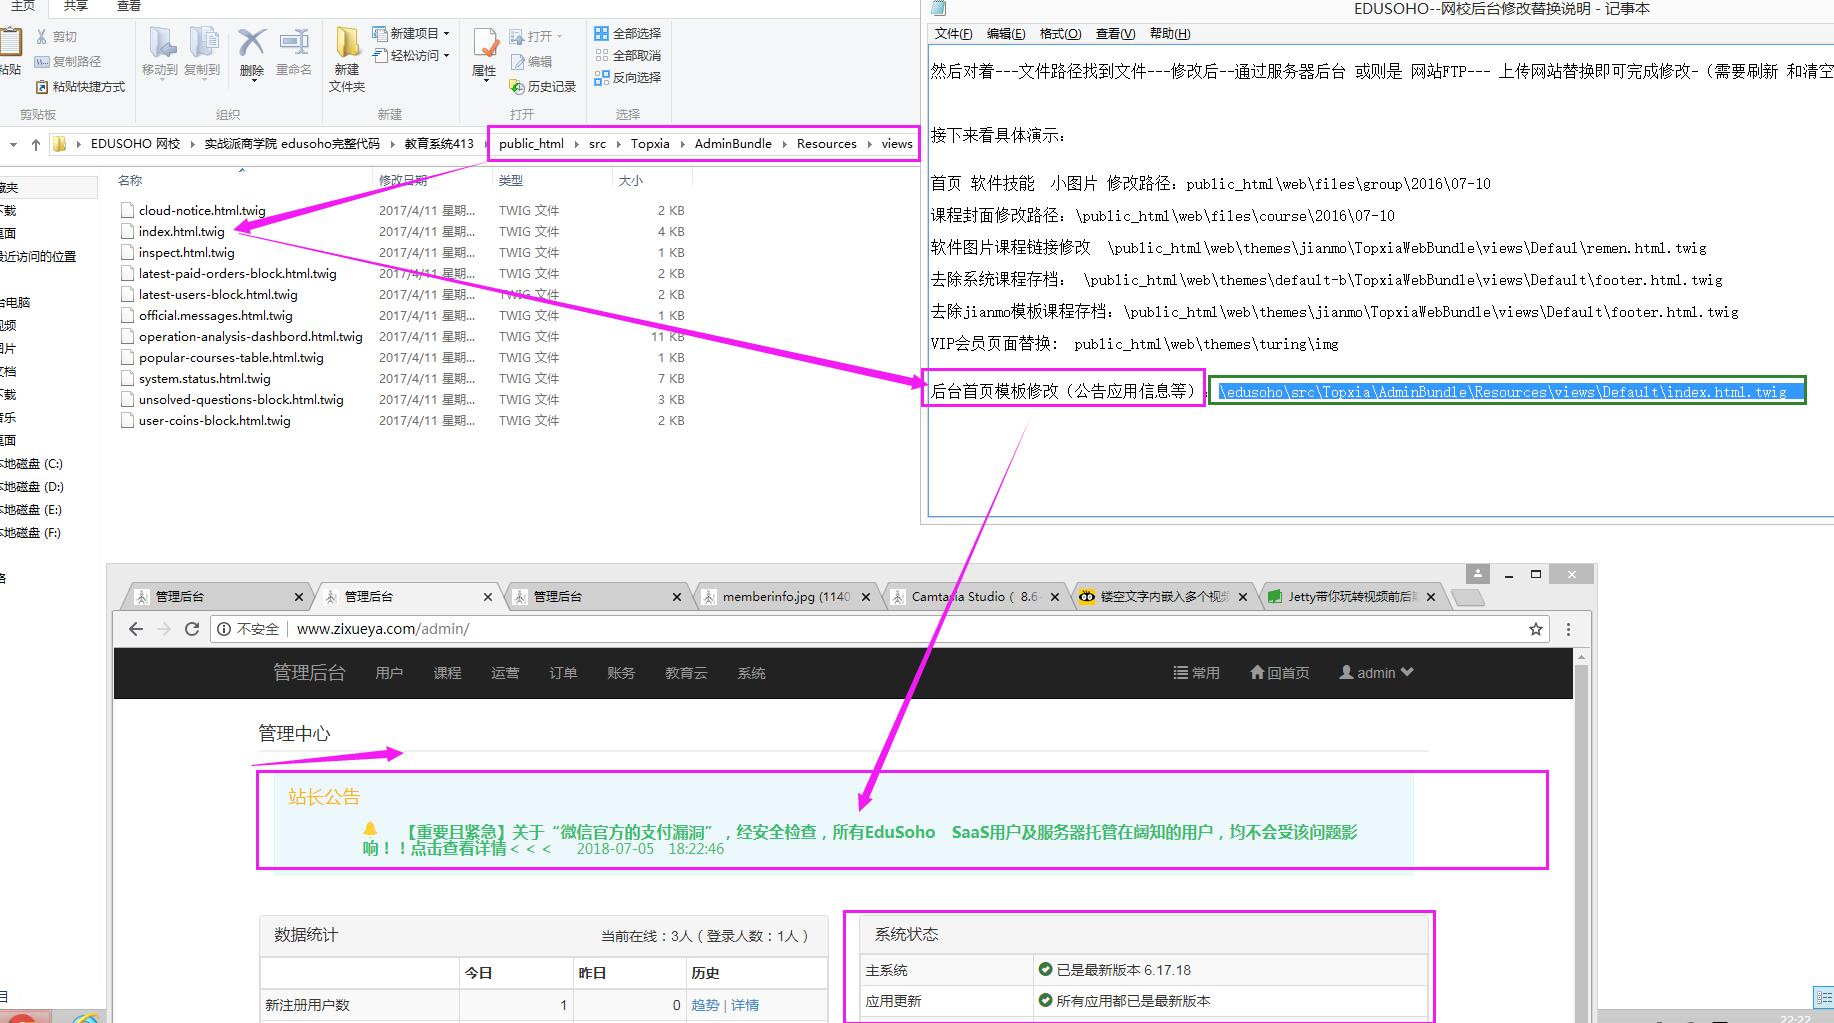 主页 共享 查看
粘贴
剪切
复制路径
粘贴快捷方式
剪贴板
移动到 复制到 删除 重命名
组织
新建
文件夹
新建项目
轻松访问
新建
属性
打开
编辑
历史记录
打开
全部选择
全部取消
反向选择
选择
EDUSOHO 网校 实战派商学院 edusoho完整代码 教育系统413 public_html src Topxia AdminBundle Resources views
名称 修改日期 类型 大小
cloud-notice.html.twig 2017/4/11 星期... TWIG 文件 2 KB
index.html.twig 2017/4/11 星期... TWIG 文件 4 KB
inspect.html.twig 2017/4/11 星期... TWIG 文件 1 KB
latest-paid-orders-block.html.twig 2017/4/11 星期... TWIG 文件 2 KB
latest-users-block.html.twig 2017/4/11 星期... TWIG 文件 2 KB
official.messages.html.twig 2017/4/11 星期... TWIG 文件 1 KB
operation-analysis-dashbord.html.twig 2017/4/11 星期... TWIG 文件 11 KB
popular-courses-table.html.twig 2017/4/11 星期... TWIG 文件 1 KB
system.status.html.twig 2017/4/11 星期... TWIG 文件 7 KB
unsolved-questions-block.html.twig 2017/4/11 星期... TWIG 文件 3 KB
user-coins-block.html.twig 2017/4/11 星期... TWIG 文件 2 KB
藏夹
下载
桌面
最近访问的位置
台电脑
视频
图片
文档
下载
音乐
桌面
本地磁盘 (C:)
本地磁盘 (D:)
本地磁盘 (E:)
本地磁盘 (F:)
络
目
EDUSOHO--网校后台修改替换说明 - 记事本
文件(F) 编辑(E) 格式(O) 查看(V) 帮助(H)
然后对着---文件路径找到文件---修改后--通过服务器后台 或则是 网站FTP--- 上传网站替换即可完成修改-（需要刷新 和清空
接下来看具体演示：
首页 软件技能 小图片 修改路径：public_html\web\files\group\2016\07-10
课程封面修改路径：\public_html\web\files\course\2016\07-10
软件图片课程链接修改 \public_html\web\themes\jianmo\TopxiaWebBundle\views\Defaul\remen.html.twig
去除系统课程存档： \public_html\web\themes\default-b\TopxiaWebBundle\views\Default\footer.html.twig
去除jianmo模板课程存档：\public_html\web\themes\jianmo\TopxiaWebBundle\views\Default\footer.html.twig
VIP会员页面替换： public_html\web\themes\turing\img
后台首页模板修改（公告应用信息等）： \edusoho\src\Topxia\AdminBundle\Resources\views\Default\index.html.twig
管理后台 管理后台 管理后台 memberinfo.jpg (1140 Camtasia Studio（ 8.6- 镂空文字内嵌入多个视频 Jetty带你玩转视频前后期
不安全 www.zixueya.com/admin/
管理后台 用户 课程 运营 订单 账务 教育云 系统 常用 回首页 admin
管理中心
站长公告
【重要且紧急】关于“微信官方的支付漏洞”，经安全检查，所有EduSoho SaaS用户及服务器托管在阔知的用户，均不会受该问题影
响！！点击查看详情< < < 2018-07-05 18:22:46
数据统计 当前在线：3人 ( 登录人数：1人 )
今日 昨日 历史
新注册用户数 1 0 趋势 | 详情
系统状态
主系统 已是最新版本 6.17.18
应用更新 所有应用都已是最新版本
22:22